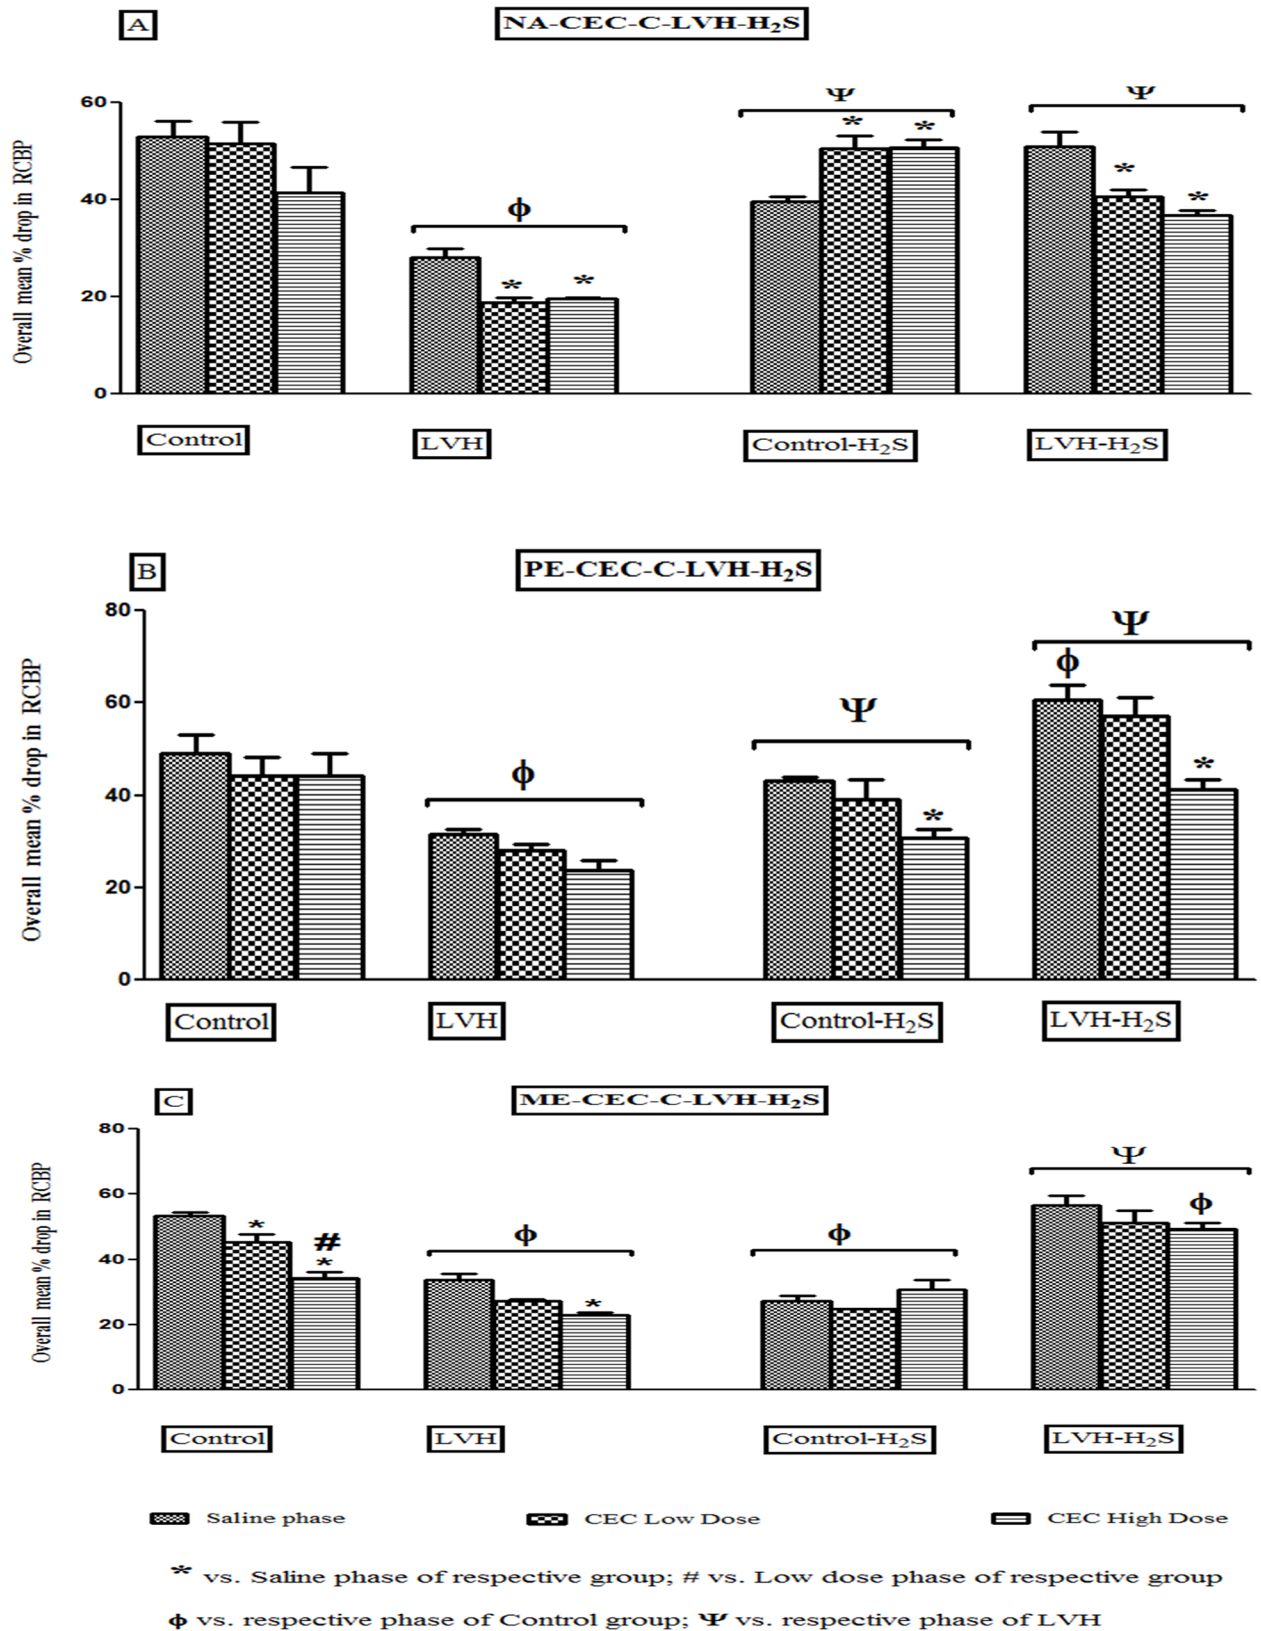 A
NA-CEC-C-LVH-H₂S
Overall mean % drop in RCBP
60
40
20
0
ϕ
*
*
Ψ
*
*
Ψ
*
*
Control
LVH
Control-H₂S
LVH-H₂S
B
PE-CEC-C-LVH-H₂S
Overall mean % drop in RCBP
80
60
40
20
0
ϕ
Ψ
*
Ψ
ϕ
*
Control
LVH
Control-H₂S
LVH-H₂S
C
ME-CEC-C-LVH-H₂S
Overall mean % drop in RCBP
80
60
40
20
0
*
#
*
ϕ
*
ϕ
Ψ
ϕ
Control
LVH
Control-H₂S
LVH-H₂S
Saline phase CEC Low Dose CEC High Dose
* vs. Saline phase of respective group; # vs. Low dose phase of respective group
ϕ vs. respective phase of Control group; Ψ vs. respective phase of LVH